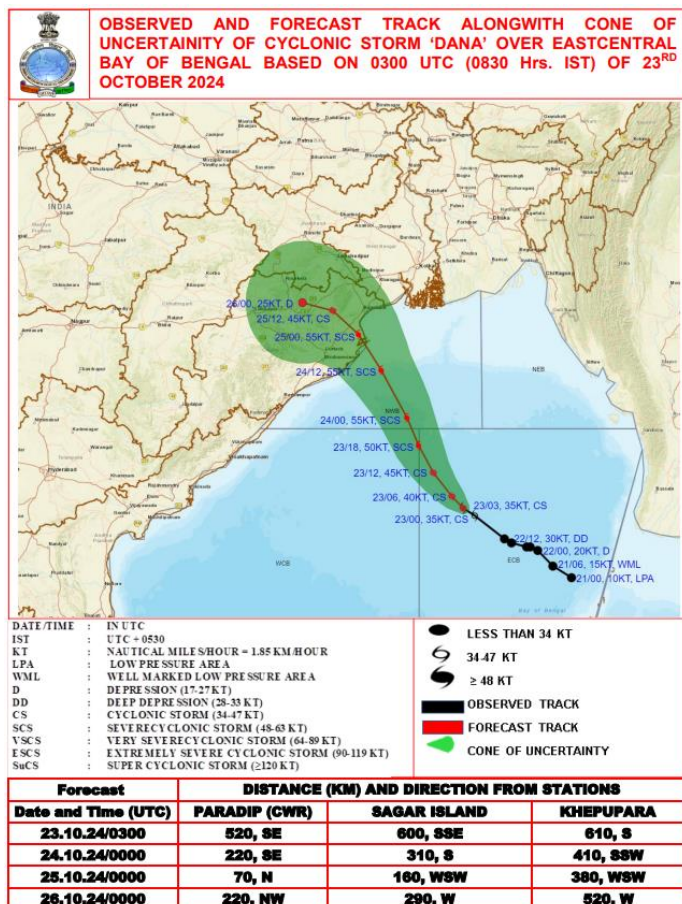 OBSERVED AND FORECAST TRACK ALONGWITH CONE OF
UNCERTAINITY OF CYCLONIC STORM ‘DANA’ OVER EASTCENTRAL
BAY OF BENGAL BASED ON 0300 UTC (0830 Hrs. IST) OF 23RD
OCTOBER 2024
INDIA
26/00, 25KT, D
25/12, 45KT, CS
25/00, 55KT, SCS
24/12, 55KT, SCS
NEB
NWB
24/00, 55KT, SCS
23/18, 50KT, SCS
23/12, 45KT, CS
23/06, 40KT, CS
23/03, 35KT, CS
23/00, 35KT, CS
22/12, 30KT, DD
22/00, 20KT, D
WCB
ECB
21/06, 15KT, WML
21/00, 10KT, LPA
Bay of Bengal
DATE/TIME : IN UTC
IST : UTC + 0530
KT : NAUTICAL MILES/HOUR = 1.85 KM/HOUR
LPA : LOW PRESSURE AREA
WML : WELL MARKED LOW PRESSURE AREA
D : DEPRESSION (17-27 KT)
DD : DEEP DEPRESSION (28-33 KT)
CS : CYCLONIC STORM (34-47 KT)
SCS : SEVERECYCLONIC STORM (48-63 KT)
VSCS : VERY SEVERECYCLONIC STORM (64-89 KT)
ESCS : EXTREMELY SEVERE CYCLONIC STORM (90-119 KT)
SuCS : SUPER CYCLONIC STORM (≥120 KT)
LESS THAN 34 KT
34-47 KT
≥ 48 KT
OBSERVED TRACK
FORECAST TRACK
CONE OF UNCERTAINTY
Forecast DISTANCE (KM) AND DIRECTION FROM STATIONS
Date and Time (UTC) PARADIP (CWR) SAGAR ISLAND KHEPUPARA
23.10.24/0300 520, SE 600, SSE 610, S
24.10.24/0000 220, SE 310, S 410, SSW
25.10.24/0000 70, N 160, WSW 380, WSW
26.10.24/0000 220, NW 290, W 520, W